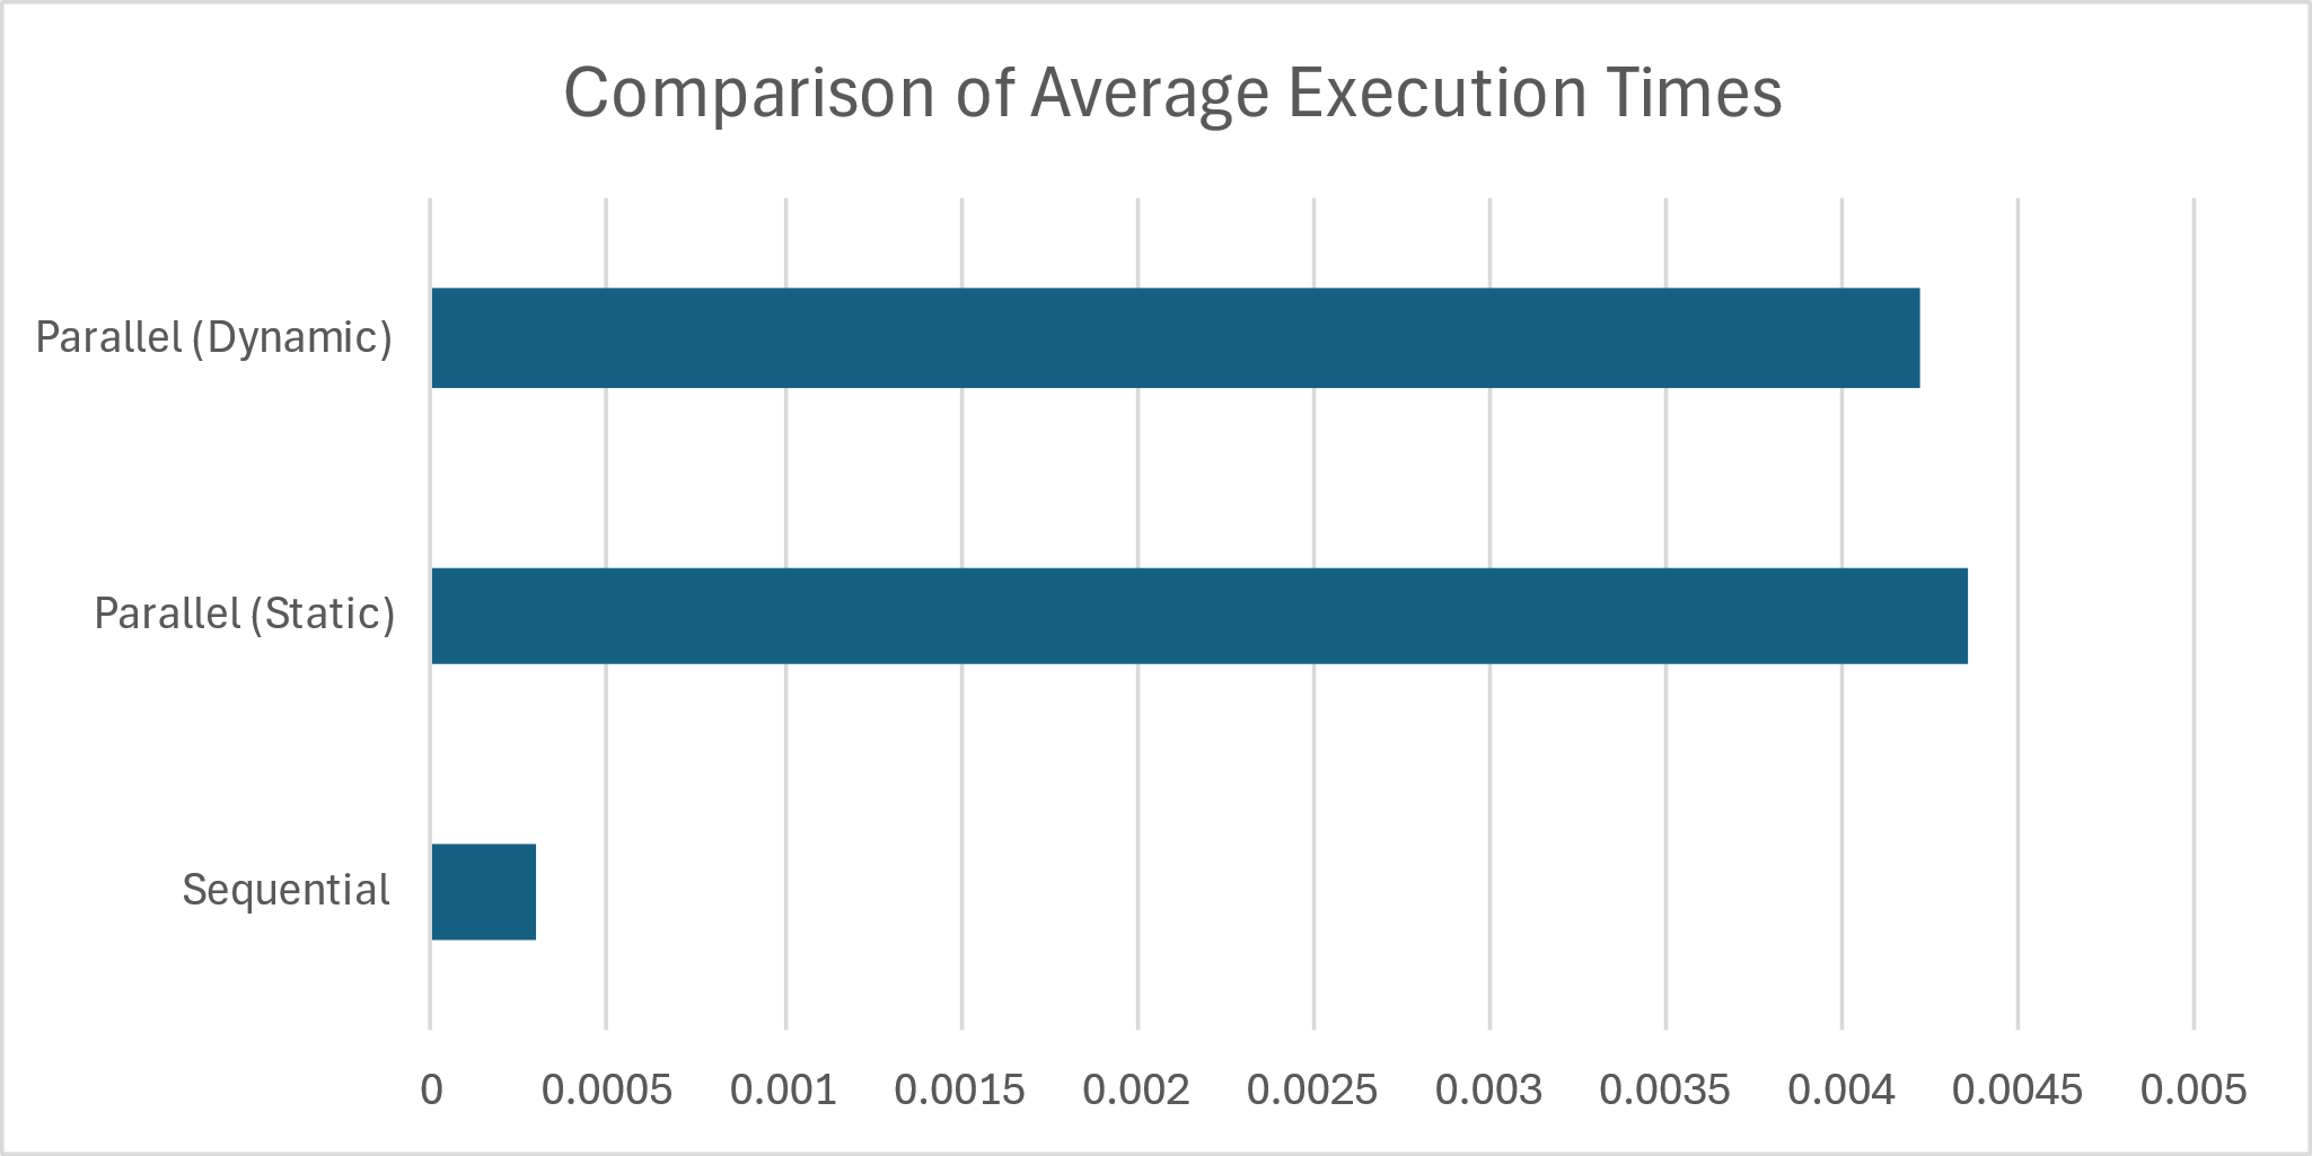 Comparison of Average Execution Times
Parallel (Dynamic)
Parallel (Static)
Sequential
0 0.0005 0.001 0.0015 0.002 0.0025 0.003 0.0035 0.004 0.0045 0.005